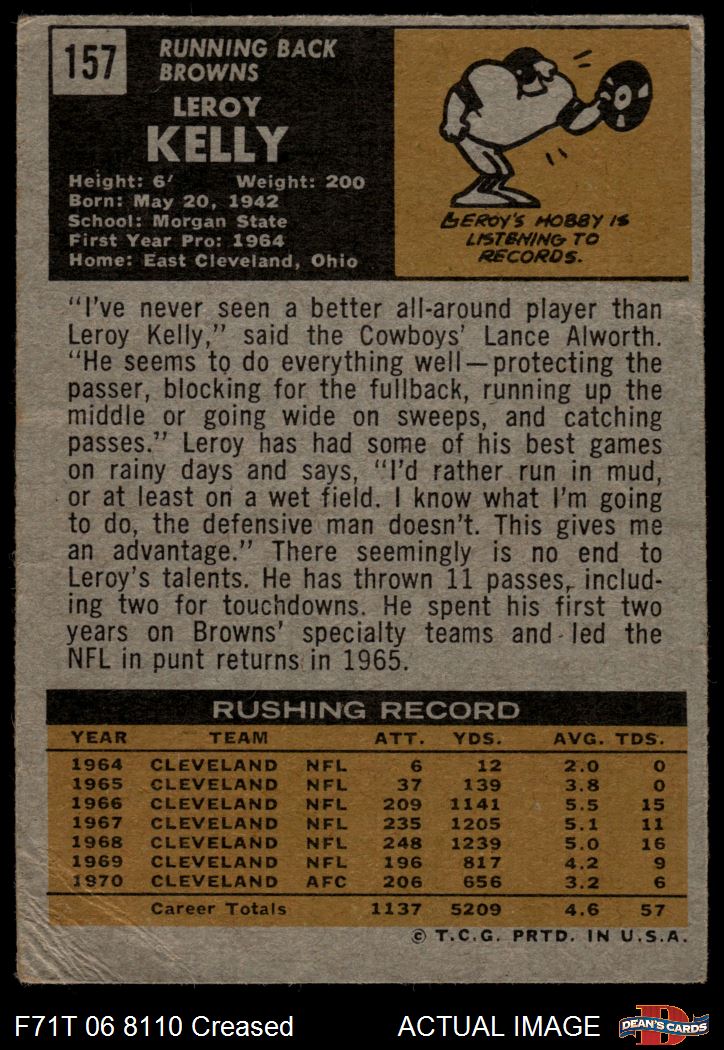 157
RUNNING BACK
BROWNS
LEROY
KELLY
Height: 6′ Weight: 200
Born: May 20, 1942
School: Morgan State
First Year Pro: 1964
Home: East Cleveland, Ohio
LEROY'S HOBBY IS
LISTENING TO
RECORDS.
"I've never seen a better all-around player than
Leroy Kelly," said the Cowboys' Lance Alworth.
"He seems to do everything well—protecting the
passer, blocking for the fullback, running up the
middle or going wide on sweeps, and catching
passes." Leroy has had some of his best games
on rainy days and says, "I'd rather run in mud,
or at least on a wet field. I know what I'm going
to do, the defensive man doesn't. This gives me
an advantage." There seemingly is no end to
Leroy's talents. He has thrown 11 passes, includ-
ing two for touchdowns. He spent his first two
years on Browns' specialty teams and led the
NFL in punt returns in 1965.
RUSHING RECORD
YEAR TEAM ATT. YDS. AVG. TDS.
1964 CLEVELAND NFL 6 12 2.0 0
1965 CLEVELAND NFL 37 139 3.8 0
1966 CLEVELAND NFL 209 1141 5.5 15
1967 CLEVELAND NFL 235 1205 5.1 11
1968 CLEVELAND NFL 248 1239 5.0 16
1969 CLEVELAND NFL 196 817 4.2 9
1970 CLEVELAND AFC 206 656 3.2 6
Career Totals 1137 5209 4.6 57
© T.C.G. PRTD. IN U.S.A.
F71T 06 8110 Creased ACTUAL IMAGE
D
DEAN'S CARDS